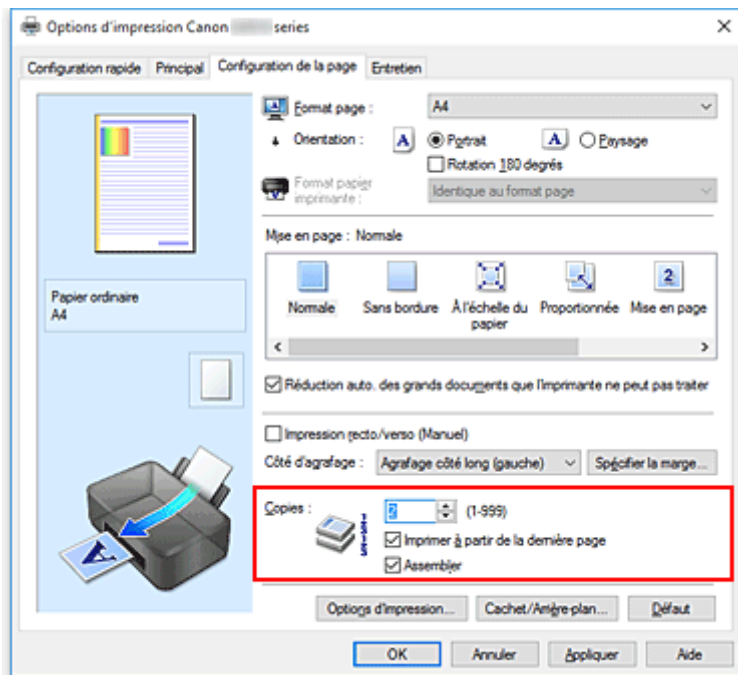 Options d'impression Canon series
Configuration rapide Principal Configuration de la page Entretien
Format page : A4
Orientation : A Portrait A Paysage
Rotation 180 degrés
Format papier imprimante : Identique au format page
Mise en page : Normale
Papier ordinaire
A4
Normale Sans bordure À l'échelle du papier Proportionnée Mise en page
Réduction auto. des grands documents que l'imprimante ne peut pas traiter
Impression recto/verso (Manuel)
Côté d'agrafage : Agrafage côté long (gauche) Spécifier la marge...
Copies : 2 (1-999)
Imprimer à partir de la dernière page
Assembler
Options d'impression... Cachet/Arrière-plan... Défaut
OK Annuler Appliquer Aide